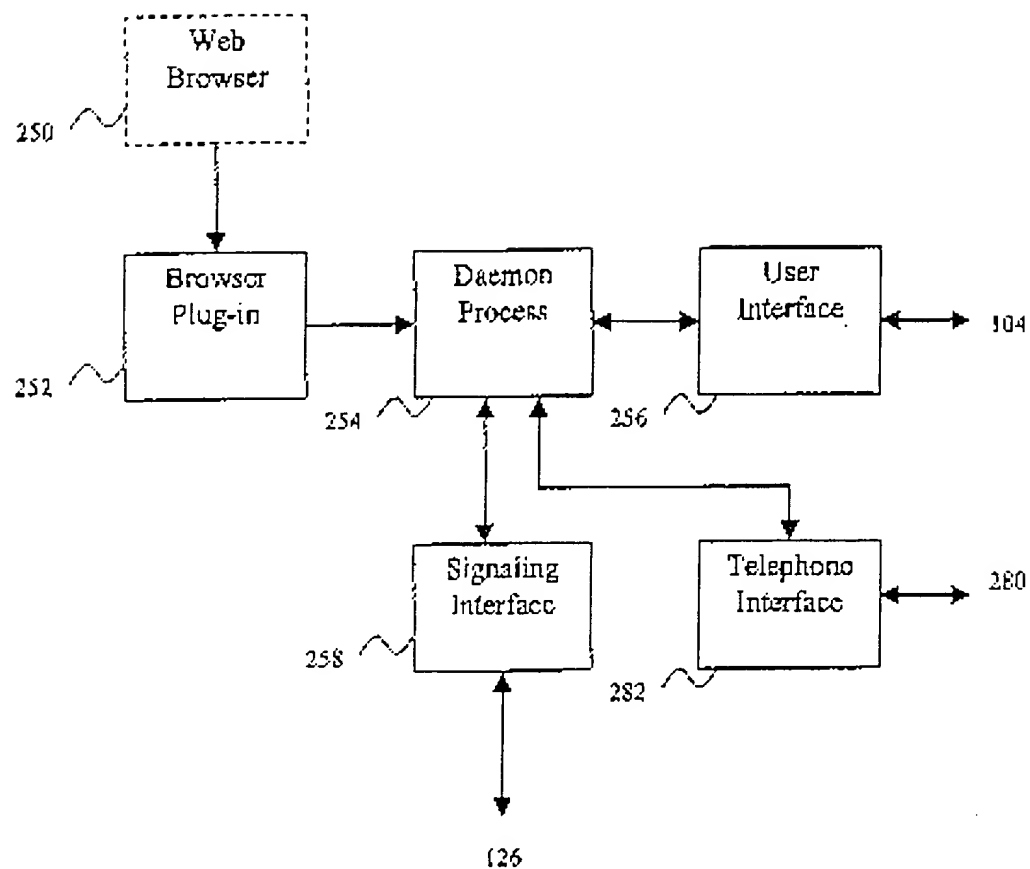 Web
Browser
250
Browser
Plug-in
252
Daemon
Process
254
User
Interface
256
104
Signaling
Interface
258
Telephone
Interface
282
280
126